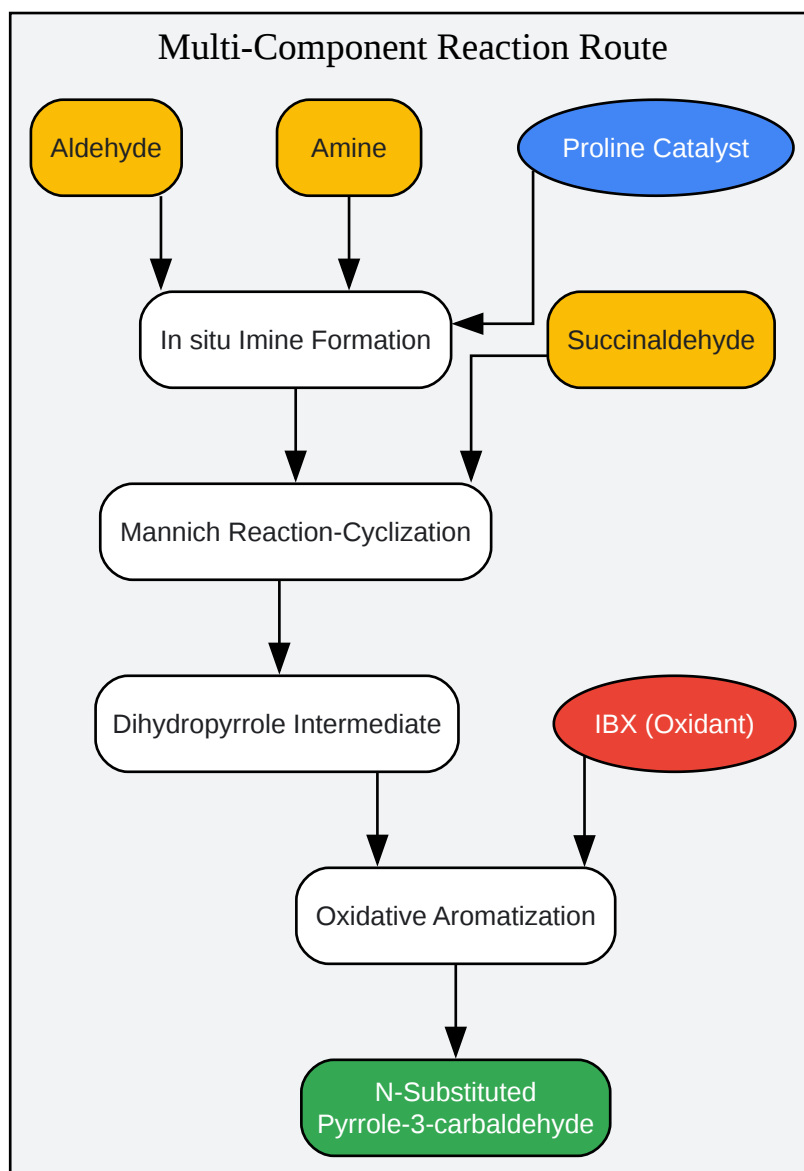 Multi-Component Reaction Route
Aldehyde
Amine
Proline Catalyst
In situ Imine Formation
Succinaldehyde
Mannich Reaction-Cyclization
Dihydropyrrole Intermediate
IBX (Oxidant)
Oxidative Aromatization
N-Substituted
Pyrrole-3-carbaldehyde